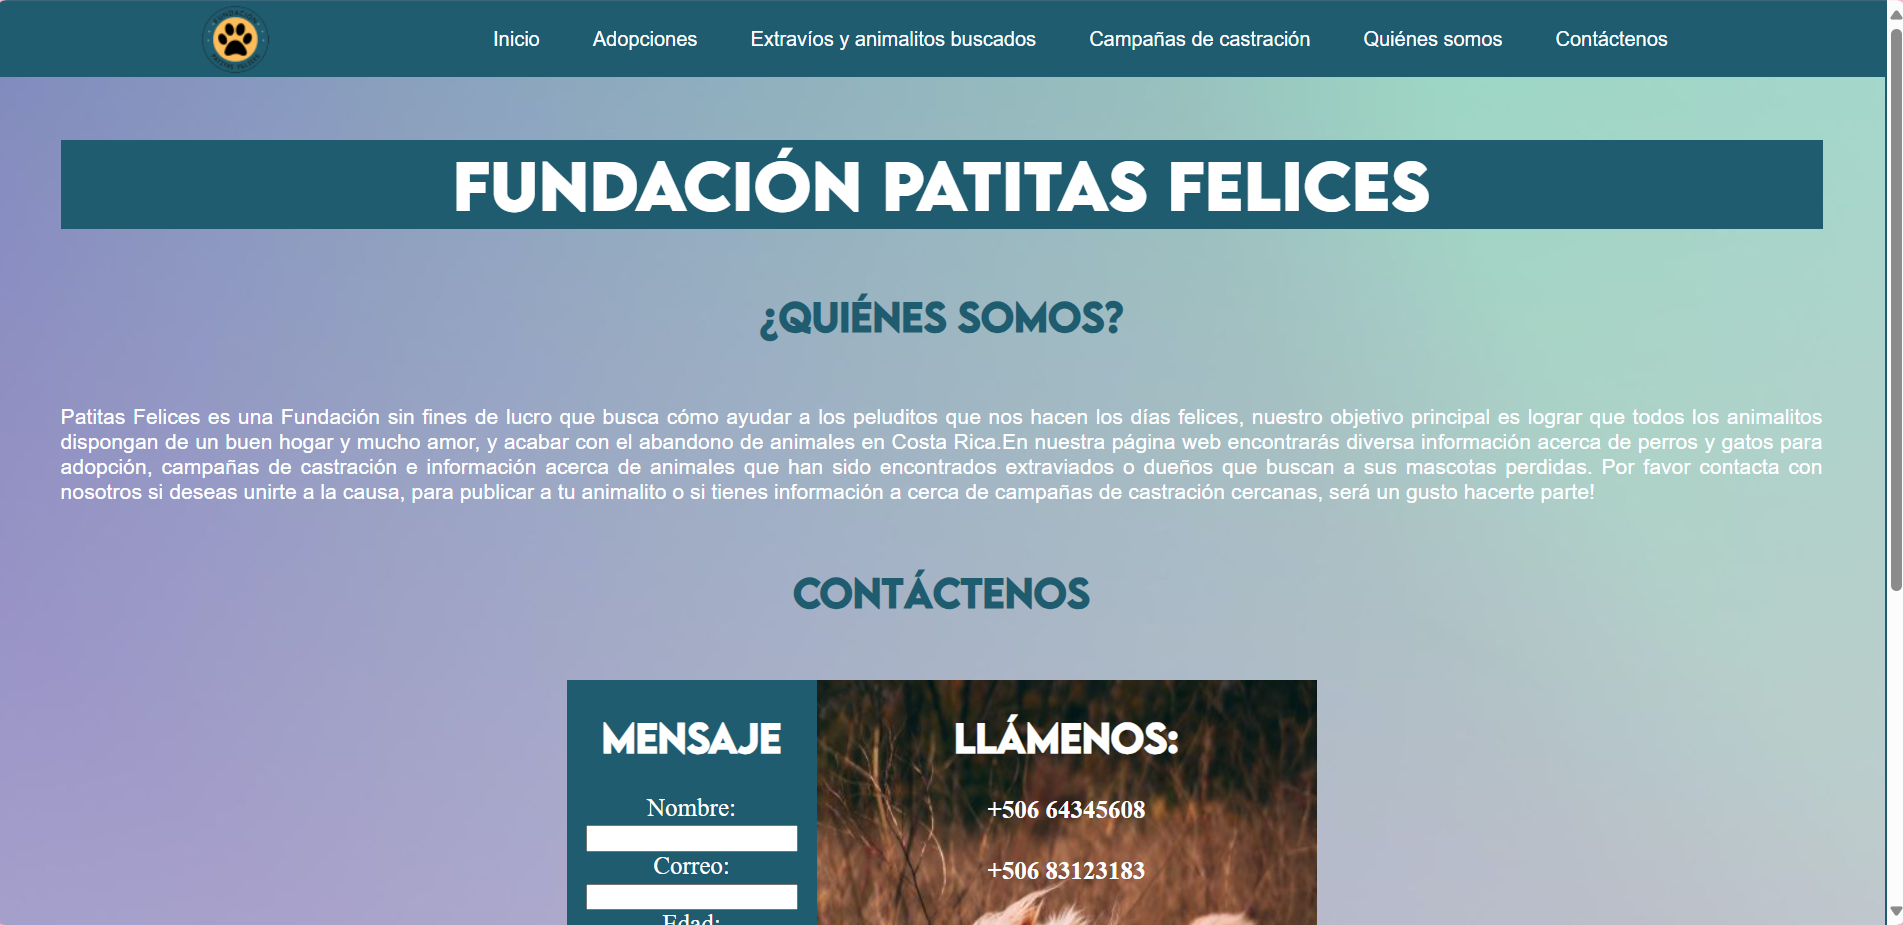 FUNDACIÓN
PATITAS FELICES
Inicio
Adopciones
Extravíos y animalitos buscados
Campañas de castración
Quiénes somos
Contáctenos
FUNDACIÓN PATITAS FELICES
¿QUIÉNES SOMOS?
Patitas Felices es una Fundación sin fines de lucro que busca cómo ayudar a los peluditos que nos hacen los días felices, nuestro objetivo principal es lograr que todos los animalitos
dispongan de un buen hogar y mucho amor, y acabar con el abandono de animales en Costa Rica.En nuestra página web encontrarás diversa información acerca de perros y gatos para
adopción, campañas de castración e información acerca de animales que han sido encontrados extraviados o dueños que buscan a sus mascotas perdidas. Por favor contacta con
nosotros si deseas unirte a la causa, para publicar a tu animalito o si tienes información a cerca de campañas de castración cercanas, será un gusto hacerte parte!
CONTÁCTENOS
MENSAJE
Nombre:
Correo:
Edad:
LLÁMENOS:
+506 64345608
+506 83123183